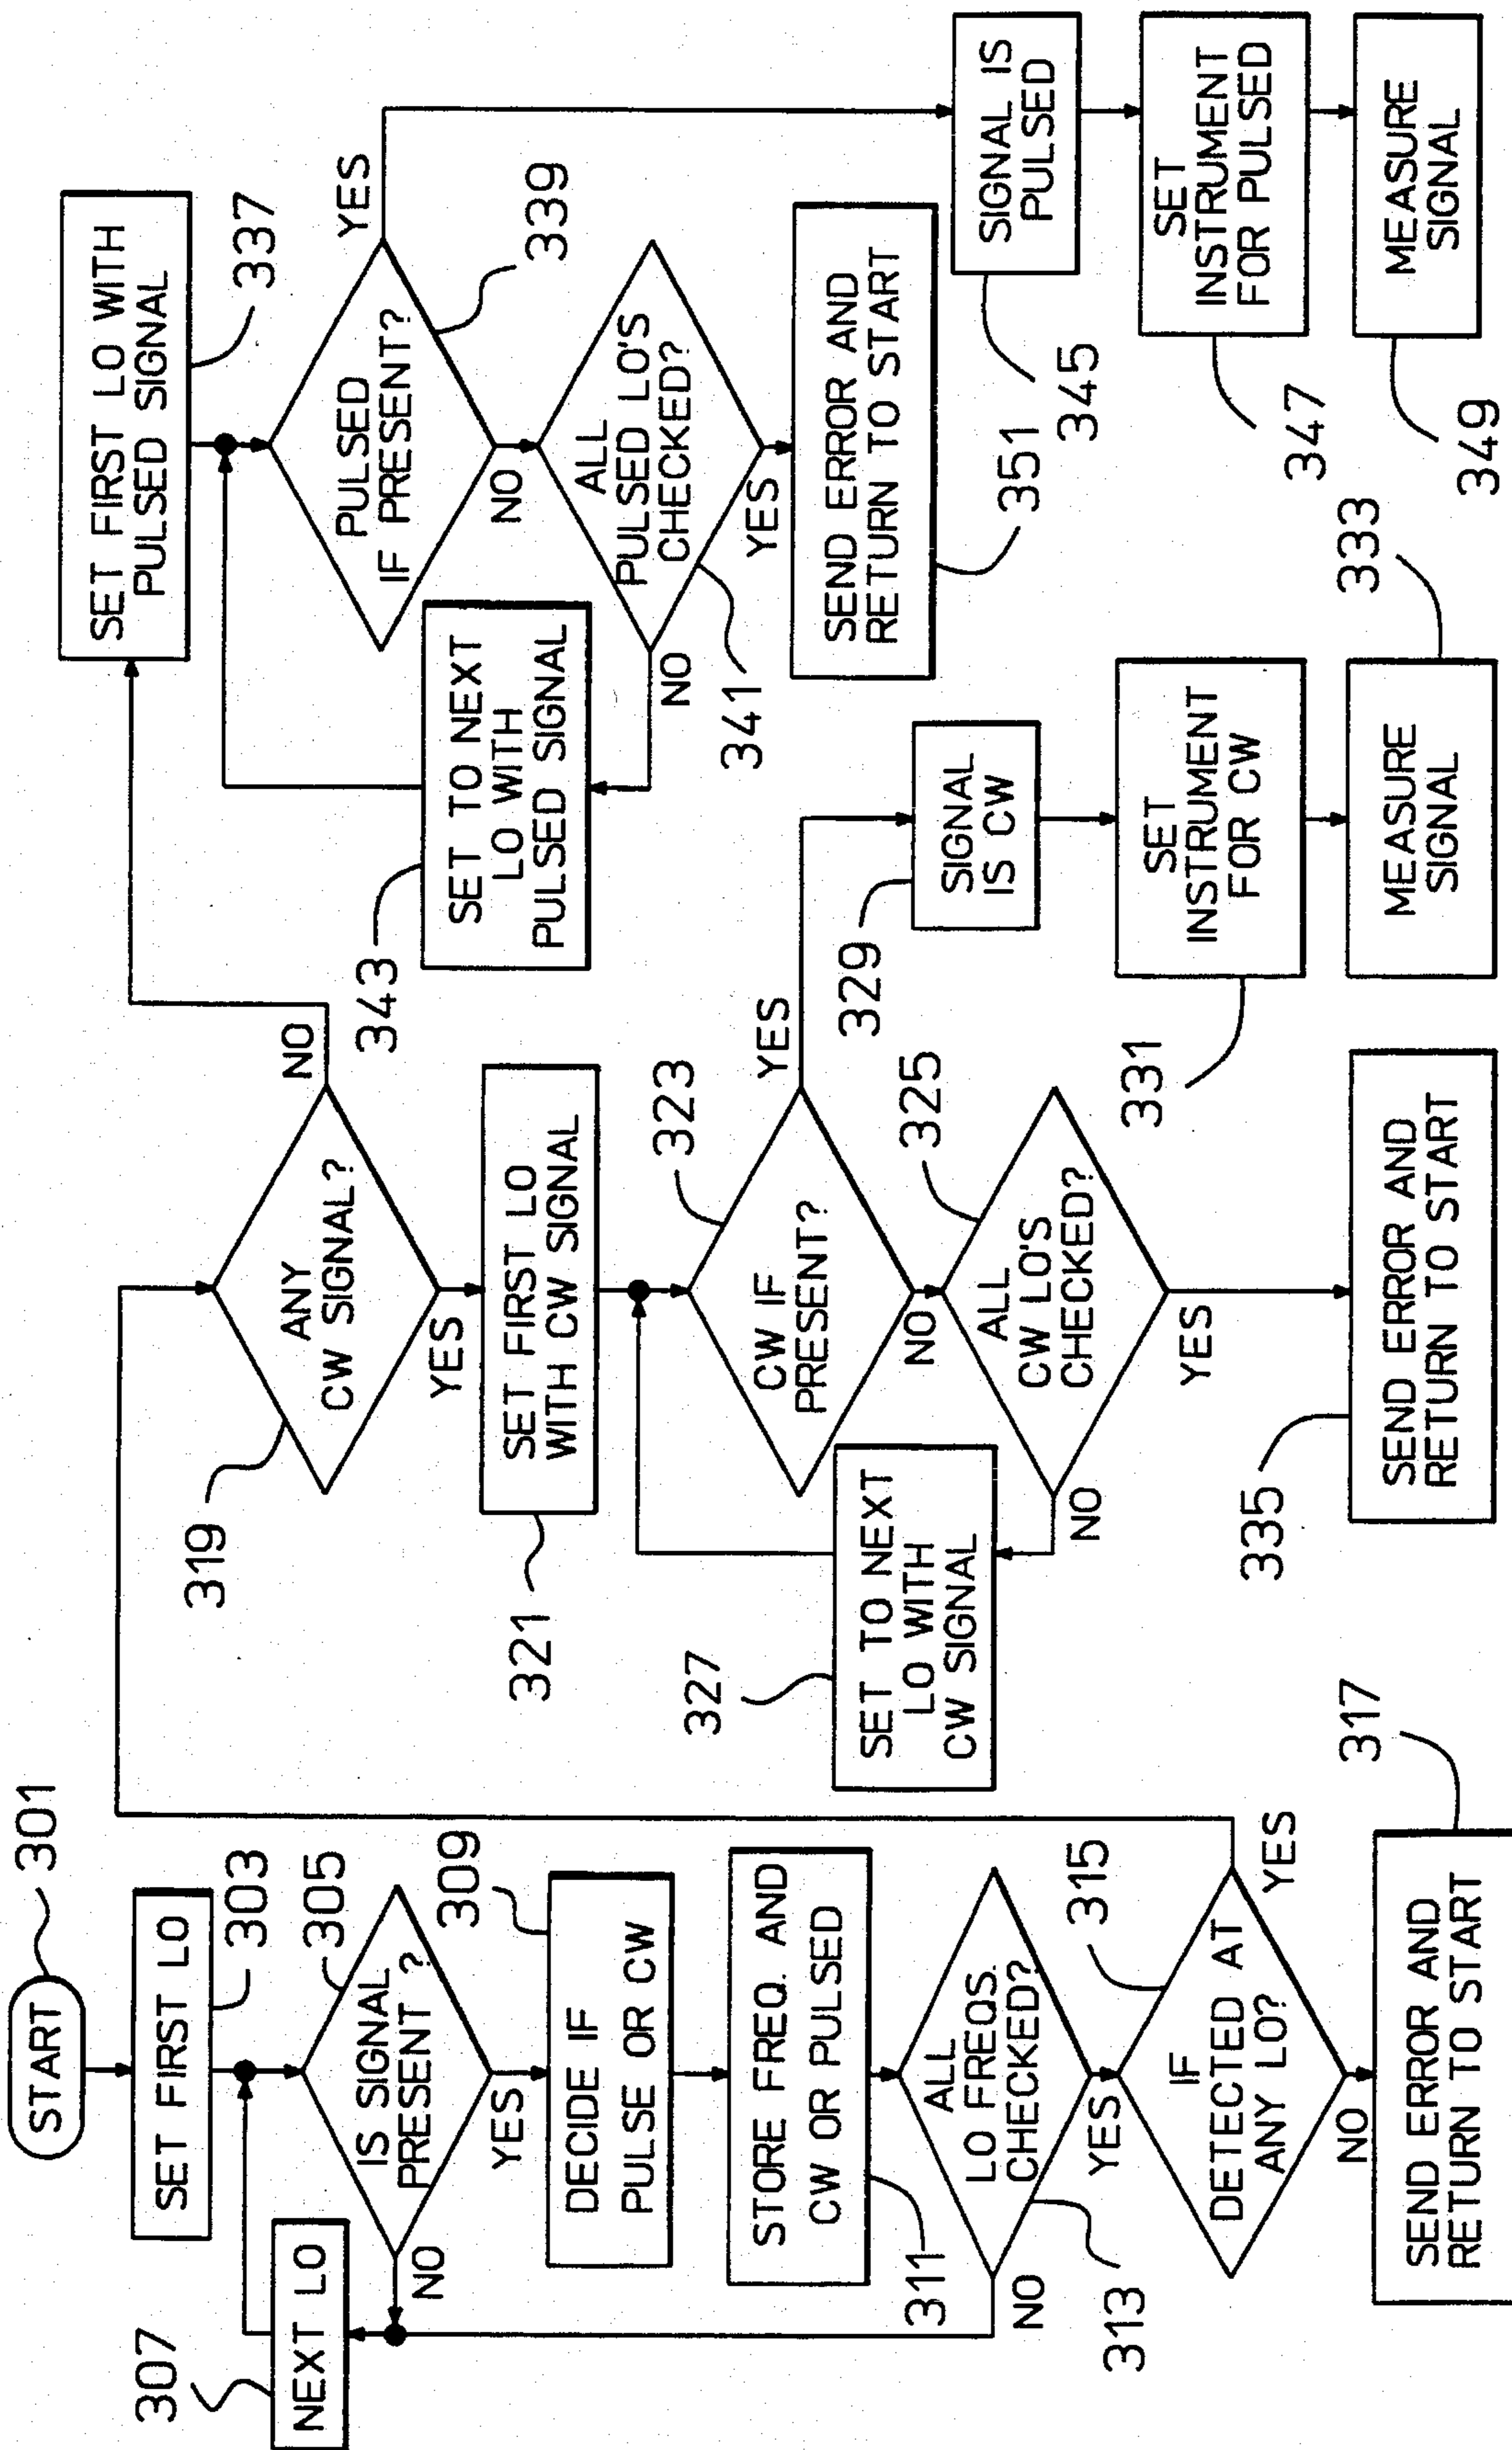 START
301
SET FIRST LO
303
NEXT LO
307
IS SIGNAL
PRESENT ?
305
NO
YES
DECIDE IF
PULSE OR CW
309
STORE FREQ. AND
CW OR PULSED
311
ALL
LO FREQS.
CHECKED?
313
NO
YES
IF
DETECTED AT
ANY LO?
315
YES
NO
SEND ERROR AND
RETURN TO START
317
ANY
CW SIGNAL?
319
NO
YES
SET FIRST LO
WITH CW SIGNAL
321
CW IF
PRESENT?
323
YES
NO
ALL
CW LO'S
CHECKED?
325
NO
YES
SET TO NEXT
LO WITH
CW SIGNAL
327
SIGNAL
IS CW
329
SET
INSTRUMENT
FOR CW
331
MEASURE
SIGNAL
333
SEND ERROR AND
RETURN TO START
335
SET FIRST LO WITH
PULSED SIGNAL
337
PULSED
IF PRESENT?
339
YES
NO
ALL
PULSED LO'S
CHECKED?
341
NO
YES
SET TO NEXT
LO WITH
PULSED SIGNAL
343
SEND ERROR AND
RETURN TO START
351
SIGNAL IS
PULSED
345
SET
INSTRUMENT
FOR PULSED
347
MEASURE
SIGNAL
349